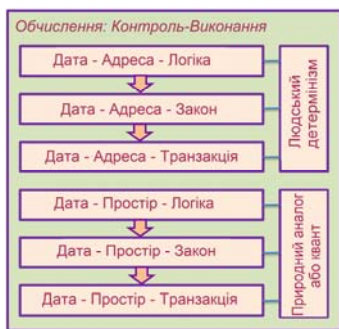 Обчислення: Контроль-Виконання
Дата - Адреса - Логіка
Дата - Адреса - Закон
Дата - Адреса - Транзакція
Людський
детермінізм
Дата - Простір - Логіка
Дата - Простір - Закон
Дата - Простір - Транзакція
Природний аналог
або квант